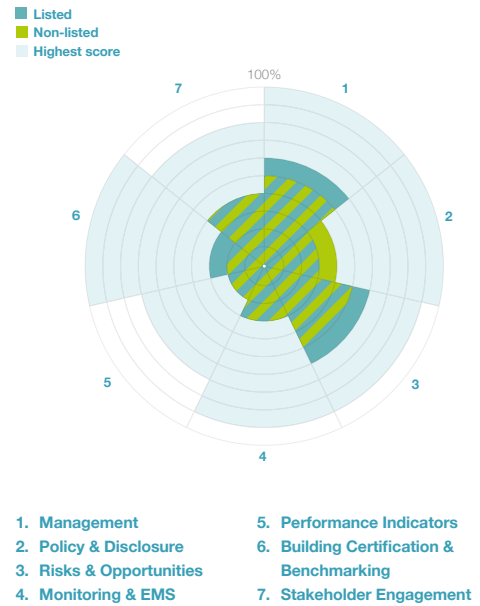 Listed
Non-listed
Highest score
100%
7
1
6
2
5
3
4
1. Management
2. Policy & Disclosure
3. Risks & Opportunities
4. Monitoring & EMS
5. Performance Indicators
6. Building Certification &
Benchmarking
7. Stakeholder Engagement